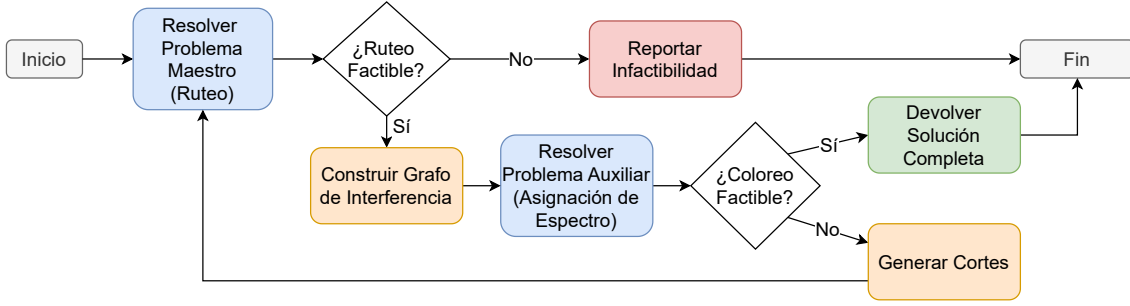 Inicio
Resolver
Problema
Maestro
(Ruteo)
¿Ruteo
Factible?
No
Reportar
Infactibilidad
Fin
Sí
Construir Grafo
de Interferencia
Resolver
Problema Auxiliar
(Asignación de
Espectro)
¿Coloreo
Factible?
Sí
Devolver
Solución
Completa
No
Generar Cortes